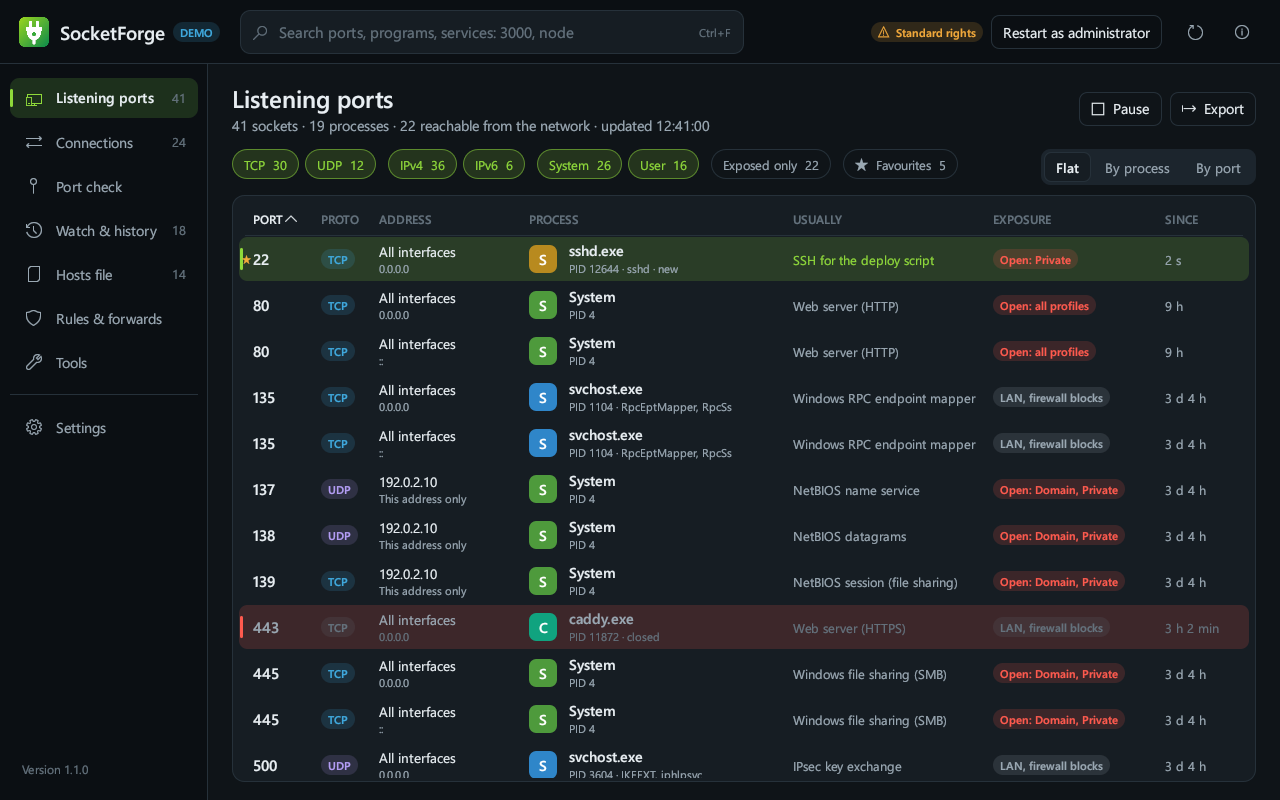 SocketForge DEMO
Search ports, programs, services: 3000, node Ctrl+F
Standard rights
Restart as administrator
Listening ports 41
Connections 24
Port check
Watch & history 18
Hosts file 14
Rules & forwards
Tools
Settings
Version 1.1.0
Listening ports
41 sockets · 19 processes · 22 reachable from the network · updated 12:41:00
Pause
Export
TCP 30 UDP 12 IPv4 36 IPv6 6 System 26 User 16 Exposed only 22 Favourites 5
Flat By process By port
PORT PROTO ADDRESS PROCESS USUALLY EXPOSURE SINCE
22 TCP All interfaces sshd.exe SSH for the deploy script Open: Private 2 s
0.0.0.0 PID 12644 · sshd · new
80 TCP All interfaces System Web server (HTTP) Open: all profiles 9 h
0.0.0.0 PID 4
80 TCP All interfaces System Web server (HTTP) Open: all profiles 9 h
:: PID 4
135 TCP All interfaces svchost.exe Windows RPC endpoint mapper LAN, firewall blocks 3 d 4 h
0.0.0.0 PID 1104 · RpcEptMapper, RpcSs
135 TCP All interfaces svchost.exe Windows RPC endpoint mapper LAN, firewall blocks 3 d 4 h
:: PID 1104 · RpcEptMapper, RpcSs
137 UDP 192.0.2.10 System NetBIOS name service Open: Domain, Private 3 d 4 h
This address only PID 4
138 UDP 192.0.2.10 System NetBIOS datagrams Open: Domain, Private 3 d 4 h
This address only PID 4
139 TCP 192.0.2.10 System NetBIOS session (file sharing) Open: Domain, Private 3 d 4 h
This address only PID 4
443 TCP All interfaces caddy.exe Web server (HTTPS) LAN, firewall blocks 3 h 2 min
0.0.0.0 PID 11872 · closed
445 TCP All interfaces System Windows file sharing (SMB) Open: Domain, Private 3 d 4 h
0.0.0.0 PID 4
445 TCP All interfaces System Windows file sharing (SMB) Open: Domain, Private 3 d 4 h
:: PID 4
500 UDP All interfaces svchost.exe IPsec key exchange LAN, firewall blocks 3 d 4 h
0.0.0.0 PID 3604 · IKEEXT, iphlpsvc